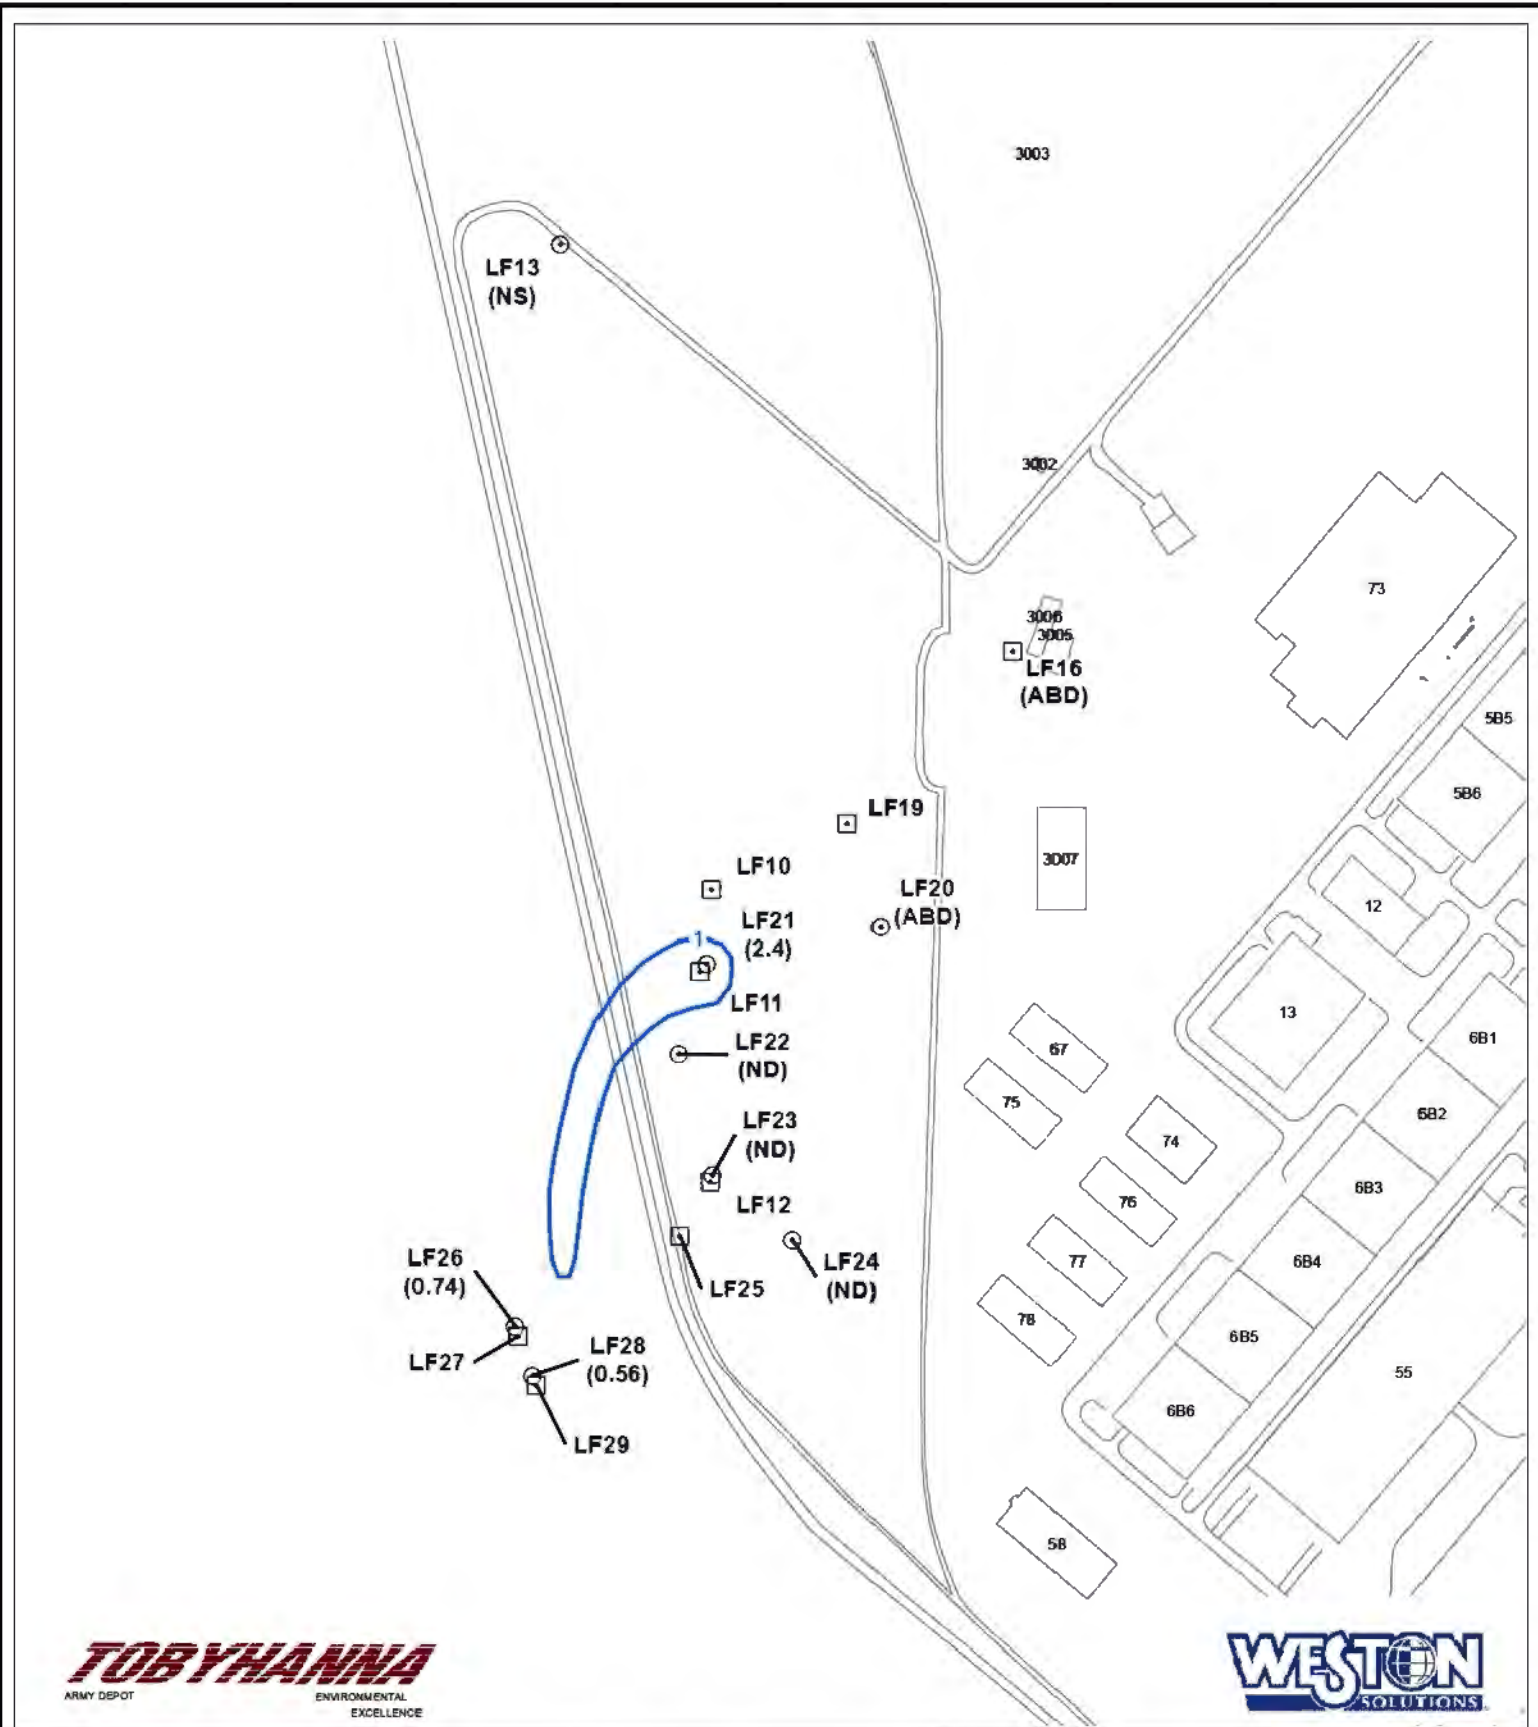 3003
LF13
(NS)
3002
73
3006
3005
LF16
(ABD)
5B5
5B6
LF19
3007
LF10
LF20
(ABD)
12
LF21
(2.4)
1
LF11
13
6B1
LF22
(ND)
67
75
6B2
LF23
(ND)
74
6B3
76
LF12
LF24
(ND)
77
6B4
LF26
(0.74)
LF25
78
6B5
LF27
LF28
(0.56)
55
6B6
LF29
58
TOBYHANNA
ARMY DEPOT
ENVIRONMENTAL
EXCELLENCE
WESTON
SOLUTIONS